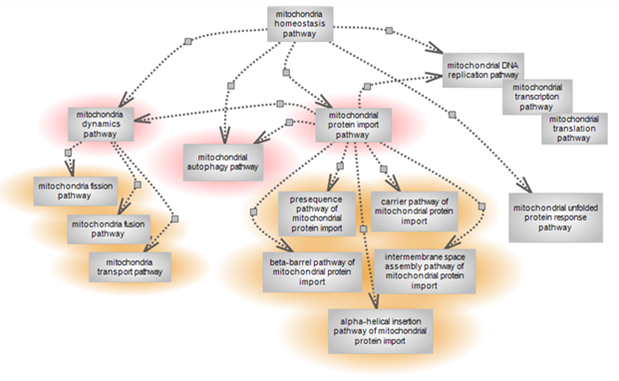 mitochondria
homeostasis
pathway
mitochondrial DNA
replication pathway
mitochondrial
transcription
pathway
mitochondrial
translation
pathway
mitochondria
dynamics
pathway
mitochondrial
protein import
pathway
mitochondrial
autophagy pathway
mitochondria fission
pathway
mitochondria fusion
pathway
mitochondria
transport pathway
presequence
pathway of
mitochondrial
protein import
carrier pathway of
mitochondrial protein
import
mitochondrial unfolded
protein response
pathway
beta-barrel pathway of
mitochondrial protein
import
intermembrane space
assembly pathway of
mitochondrial protein
import
alpha-helical insertion
pathway of mitochondrial
protein import